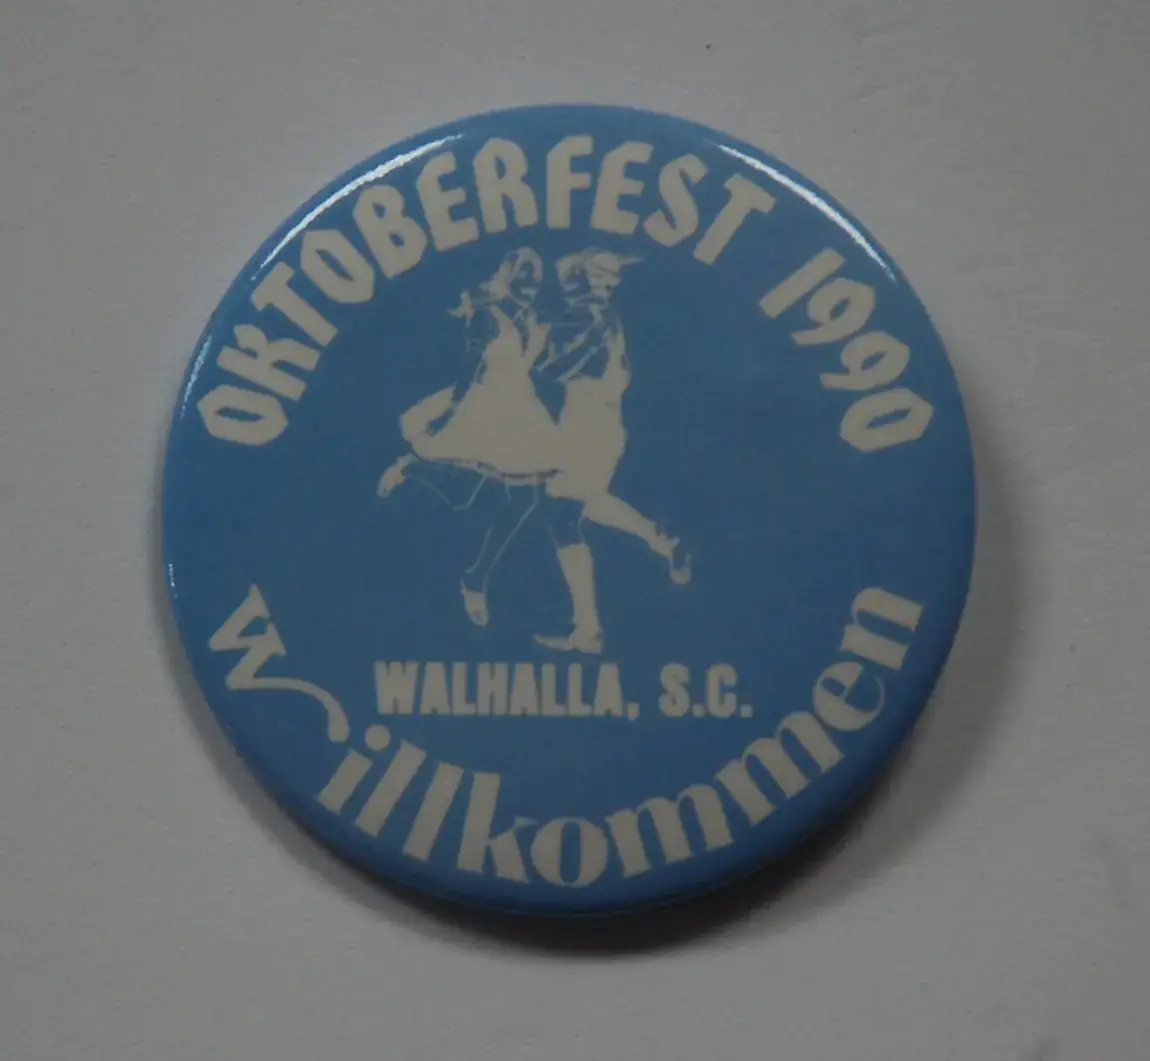 OKTOBERFEST 1990
WALHALLA, S.C.
Willkommen